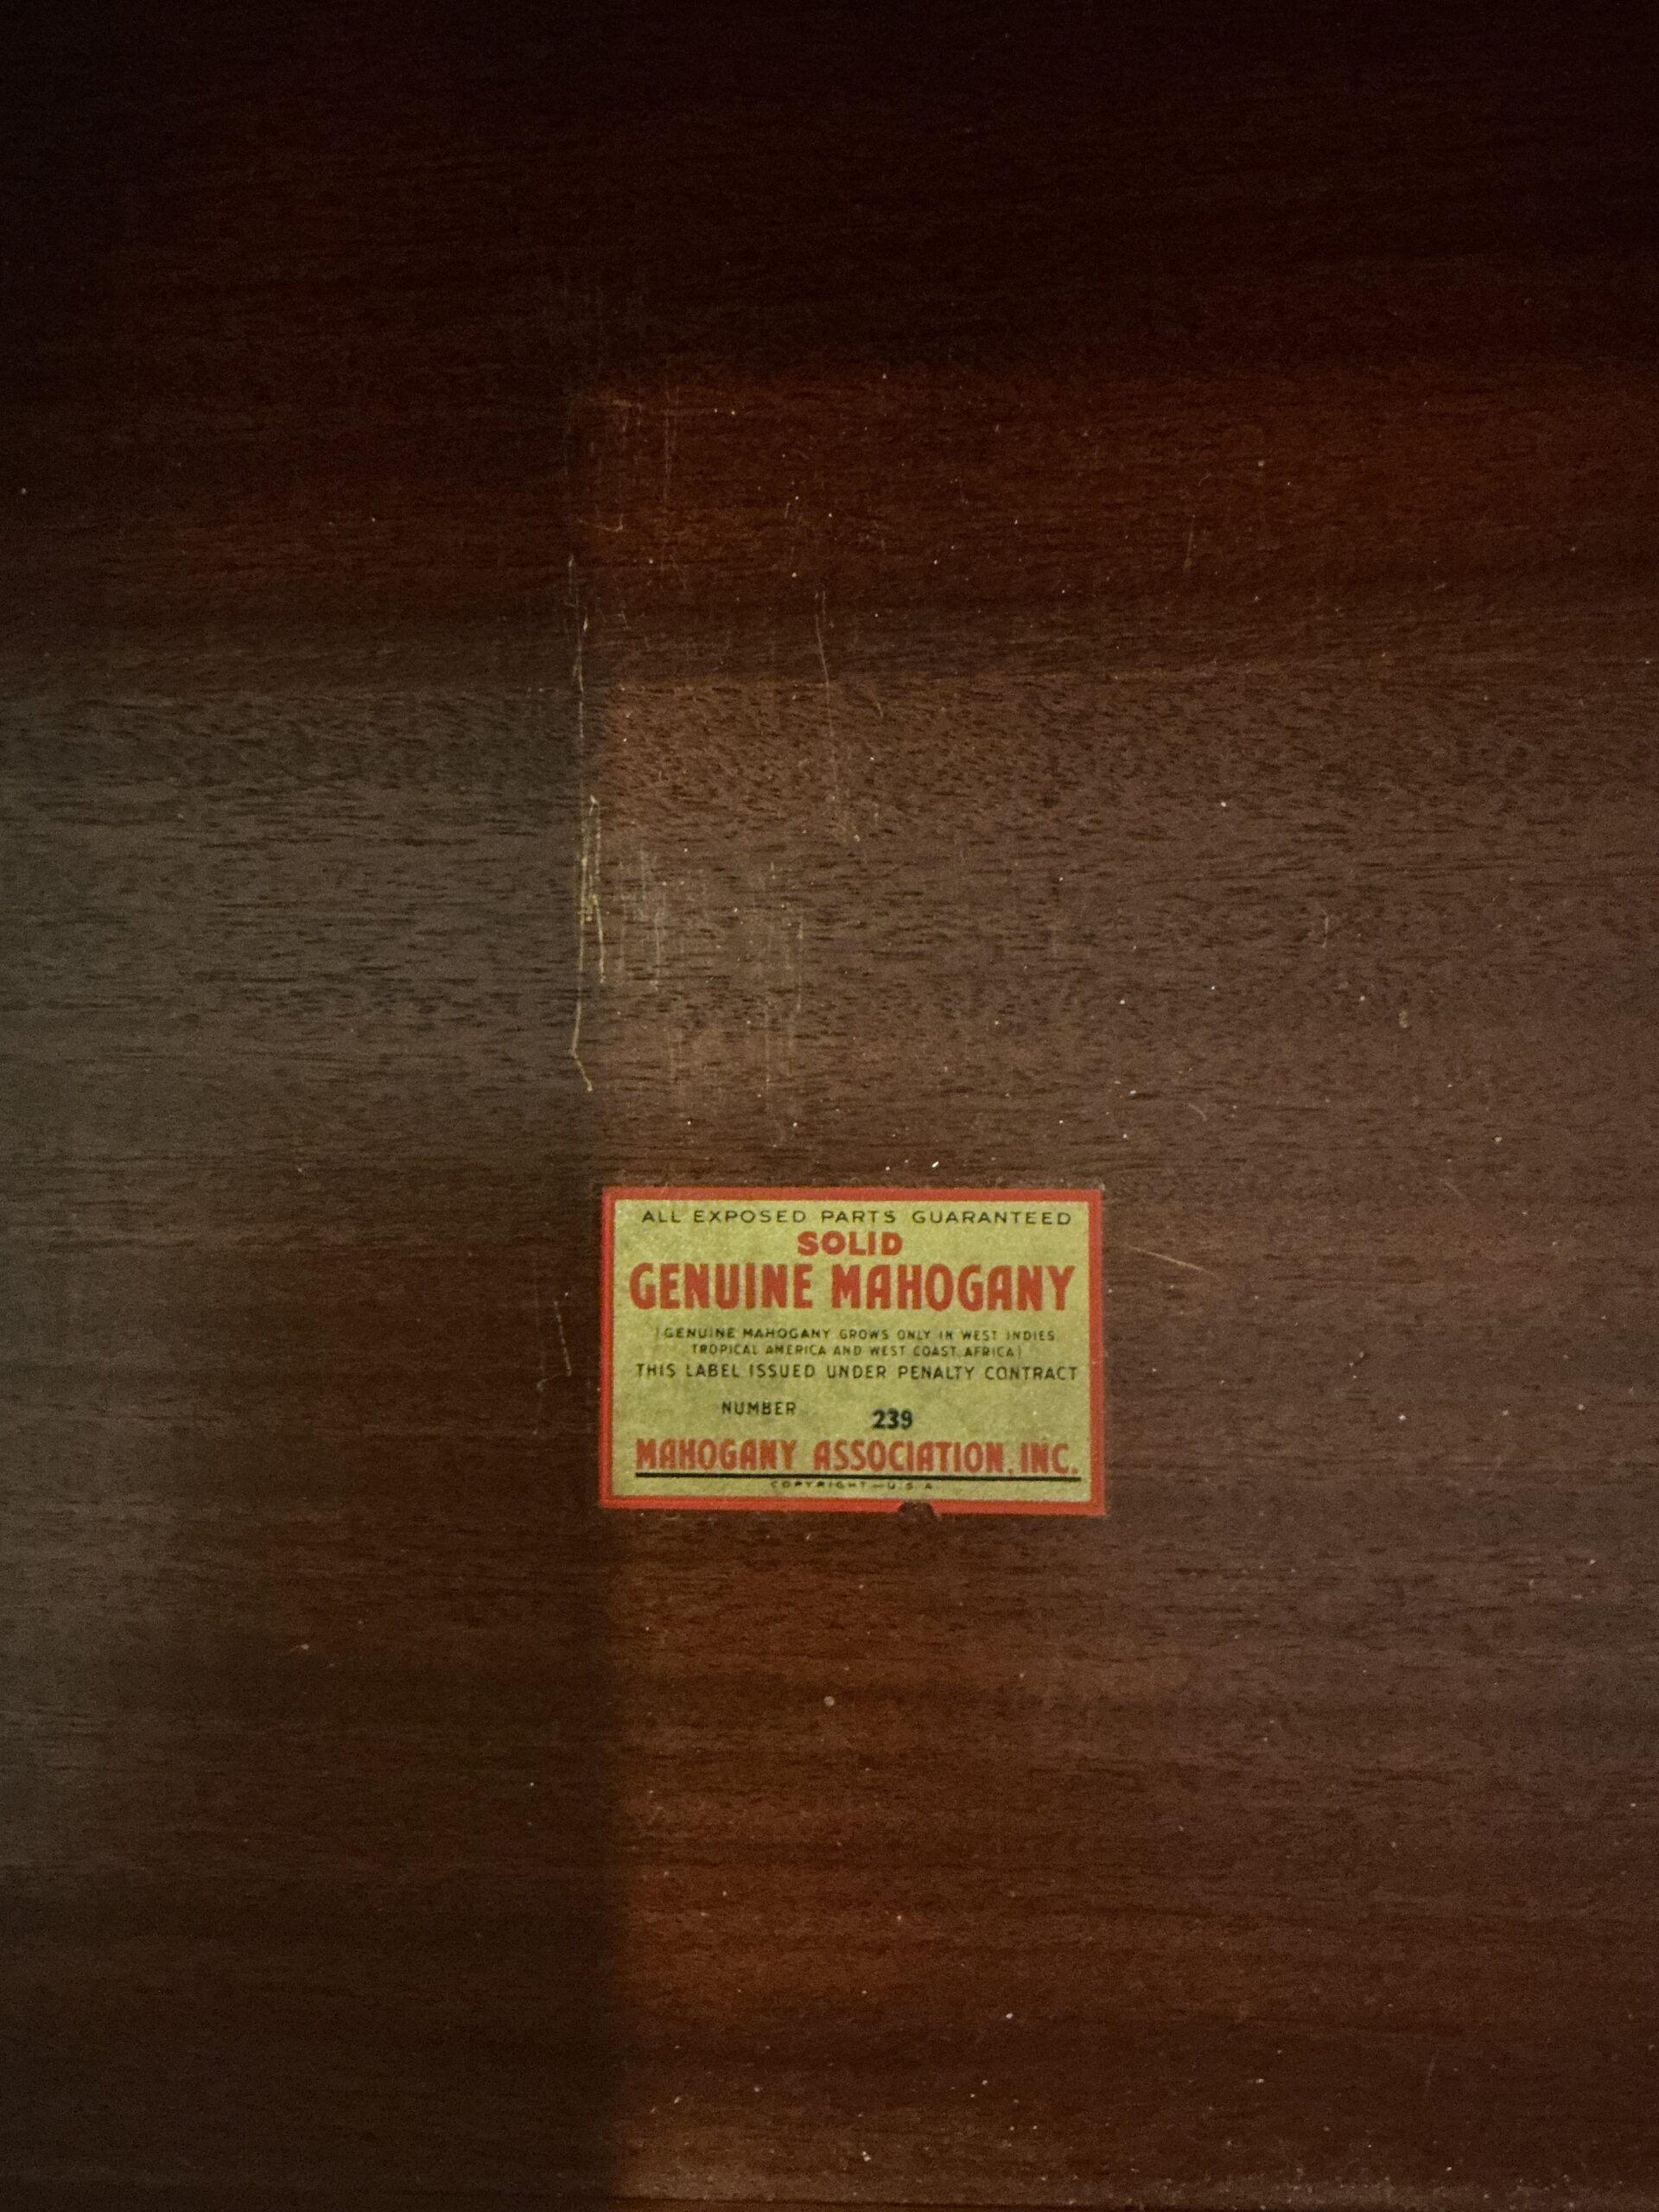 ALL EXPOSED PARTS GUARANTEED
SOLID
GENUINE MAHOGANY
(GENUINE MAHOGANY GROWS ONLY IN WEST INDIES
TROPICAL AMERICA AND WEST COAST AFRICA)
THIS LABEL ISSUED UNDER PENALTY CONTRACT
NUMBER 239
MAHOGANY ASSOCIATION, INC.
COPYRIGHT—U.S.A